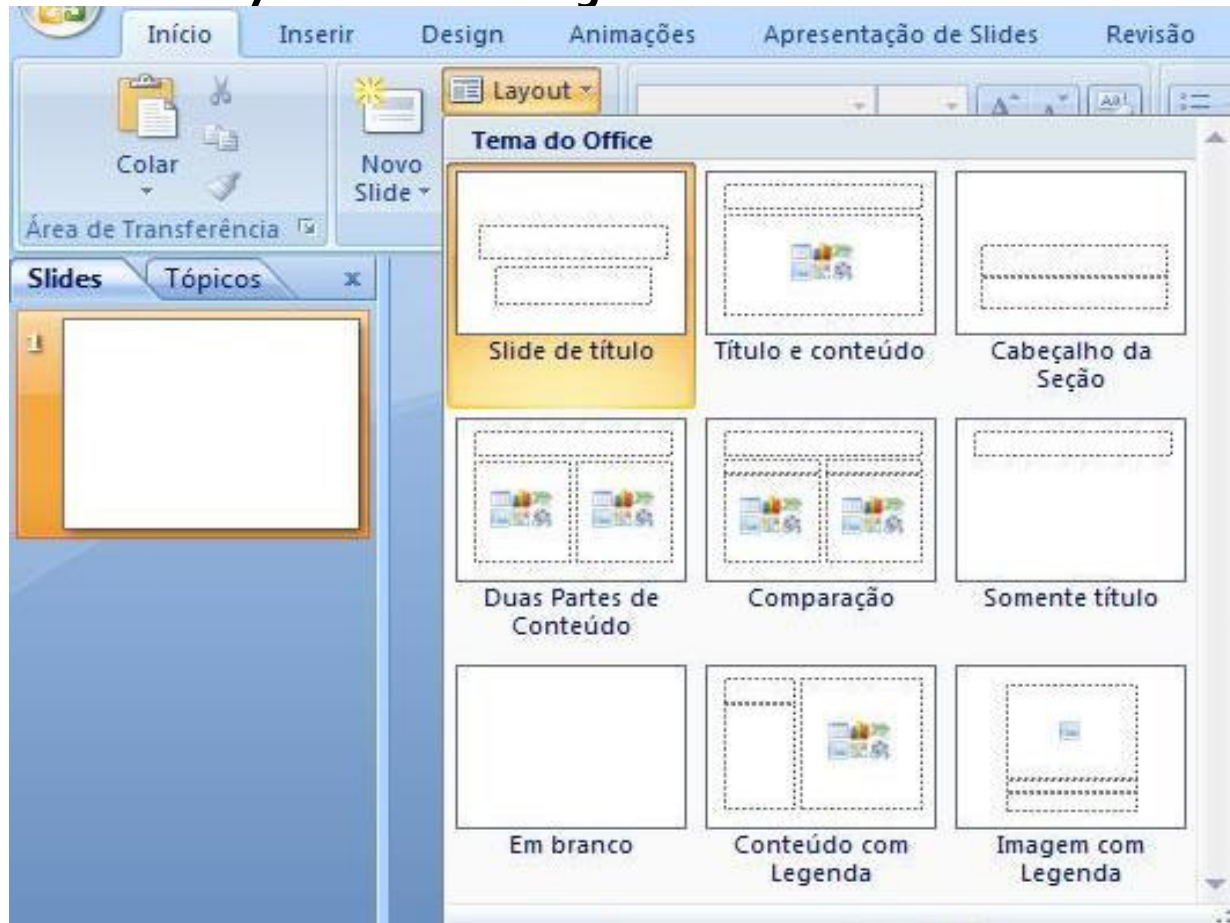 Início Inserir Design Animações Apresentação de Slides Revisão
Layout
Colar
Novo
Slide
Área de Transferência
Tema do Office
Slides Tópicos x
1
Slide de título
Título e conteúdo
Cabeçalho da
Seção
Duas Partes de
Conteúdo
Comparação
Somente título
Em branco
Conteúdo com
Legenda
Imagem com
Legenda